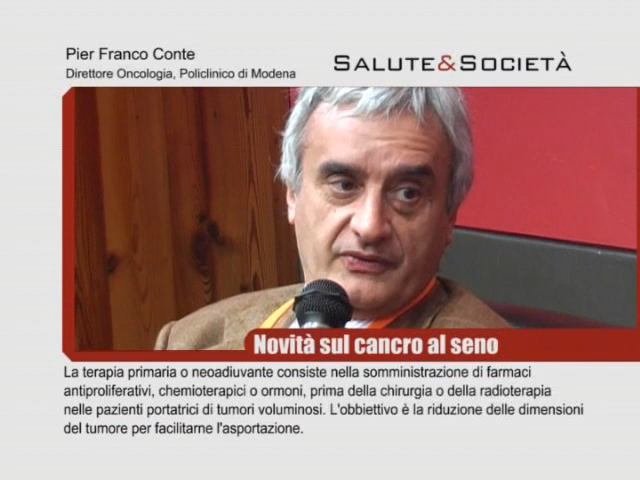 Pier Franco Conte
Direttore Oncologia, Policlinico di Modena
SALUTE&SOCIETÀ
Novità sul cancro al seno
La terapia primaria o neoadiuvante consiste nella somministrazione di farmaci
antiproliferativi, chemioterapici o ormoni, prima della chirurgia o della radioterapia
nelle pazienti portatrici di tumori voluminosi. L'obbiettivo è la riduzione delle dimensioni
del tumore per facilitarne l'asportazione.